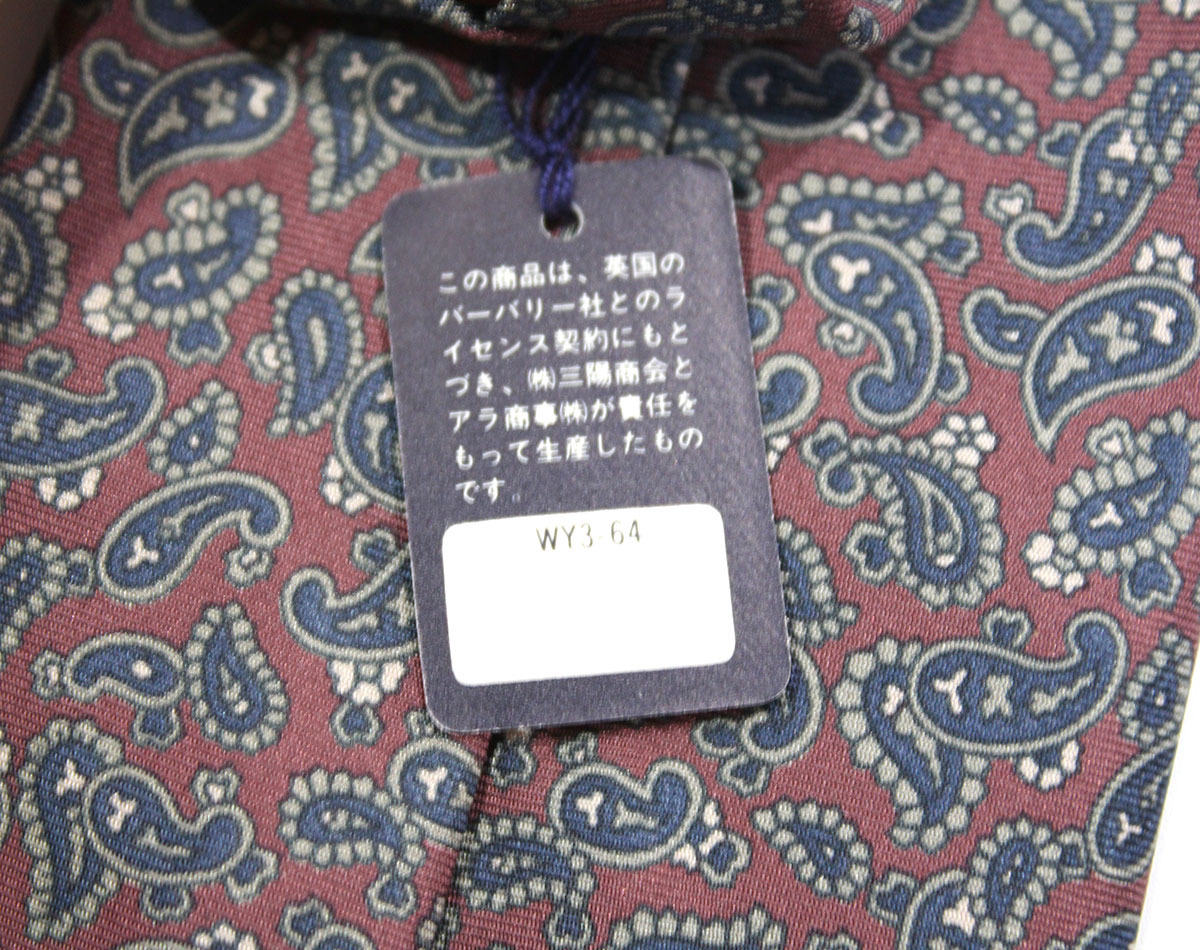 この商品は、英国の
バーバリー社とのラ
イセンス契約にもと
づき、㈱三陽商会と
アラ商事㈱が責任を
もって生産したもの
です。
WY3-64